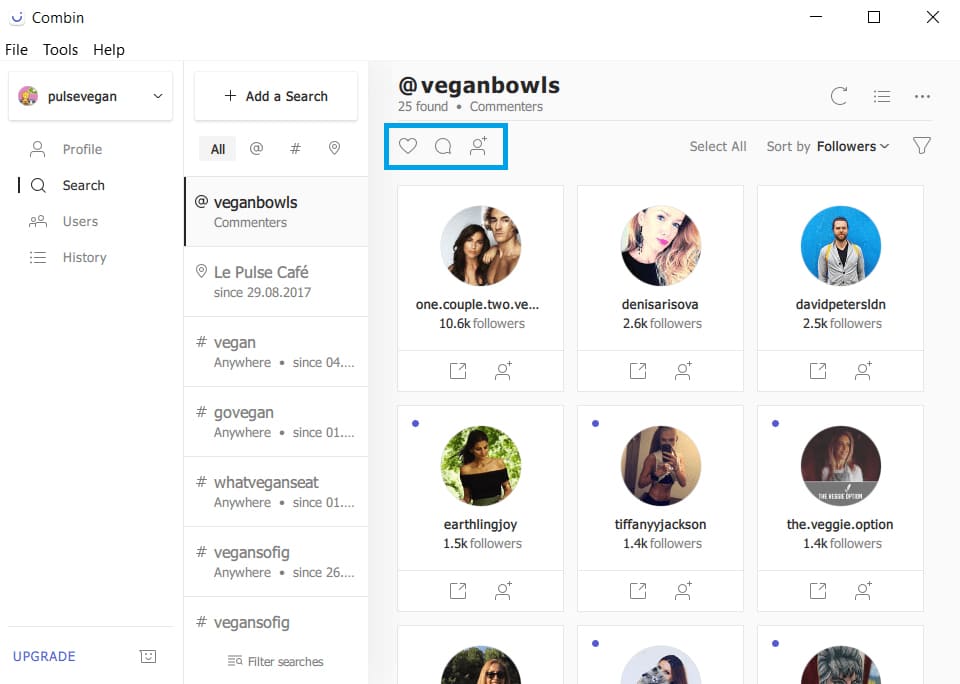 Combin
File Tools Help
pulsevegan
Profile
Search
Users
History
UPGRADE
+ Add a Search
All @ #
@ veganbowls
Commenters
Le Pulse Café
since 29.08.2017
# vegan
Anywhere • since 04....
# govegan
Anywhere • since 01....
# whatveganseat
Anywhere • since 01....
# vegansofig
Anywhere • since 26....
# vegansofig
Filter searches
@veganbowls
25 found • Commenters
Select All Sort by Followers
one.couple.two.ve...
10.6k followers
denisarisova
2.6k followers
davidpetersldn
2.5k followers
earthlingjoy
1.5k followers
tiffanyyjackson
1.4k followers
THE VEGGIE OPTION
the.veggie.option
1.4k followers